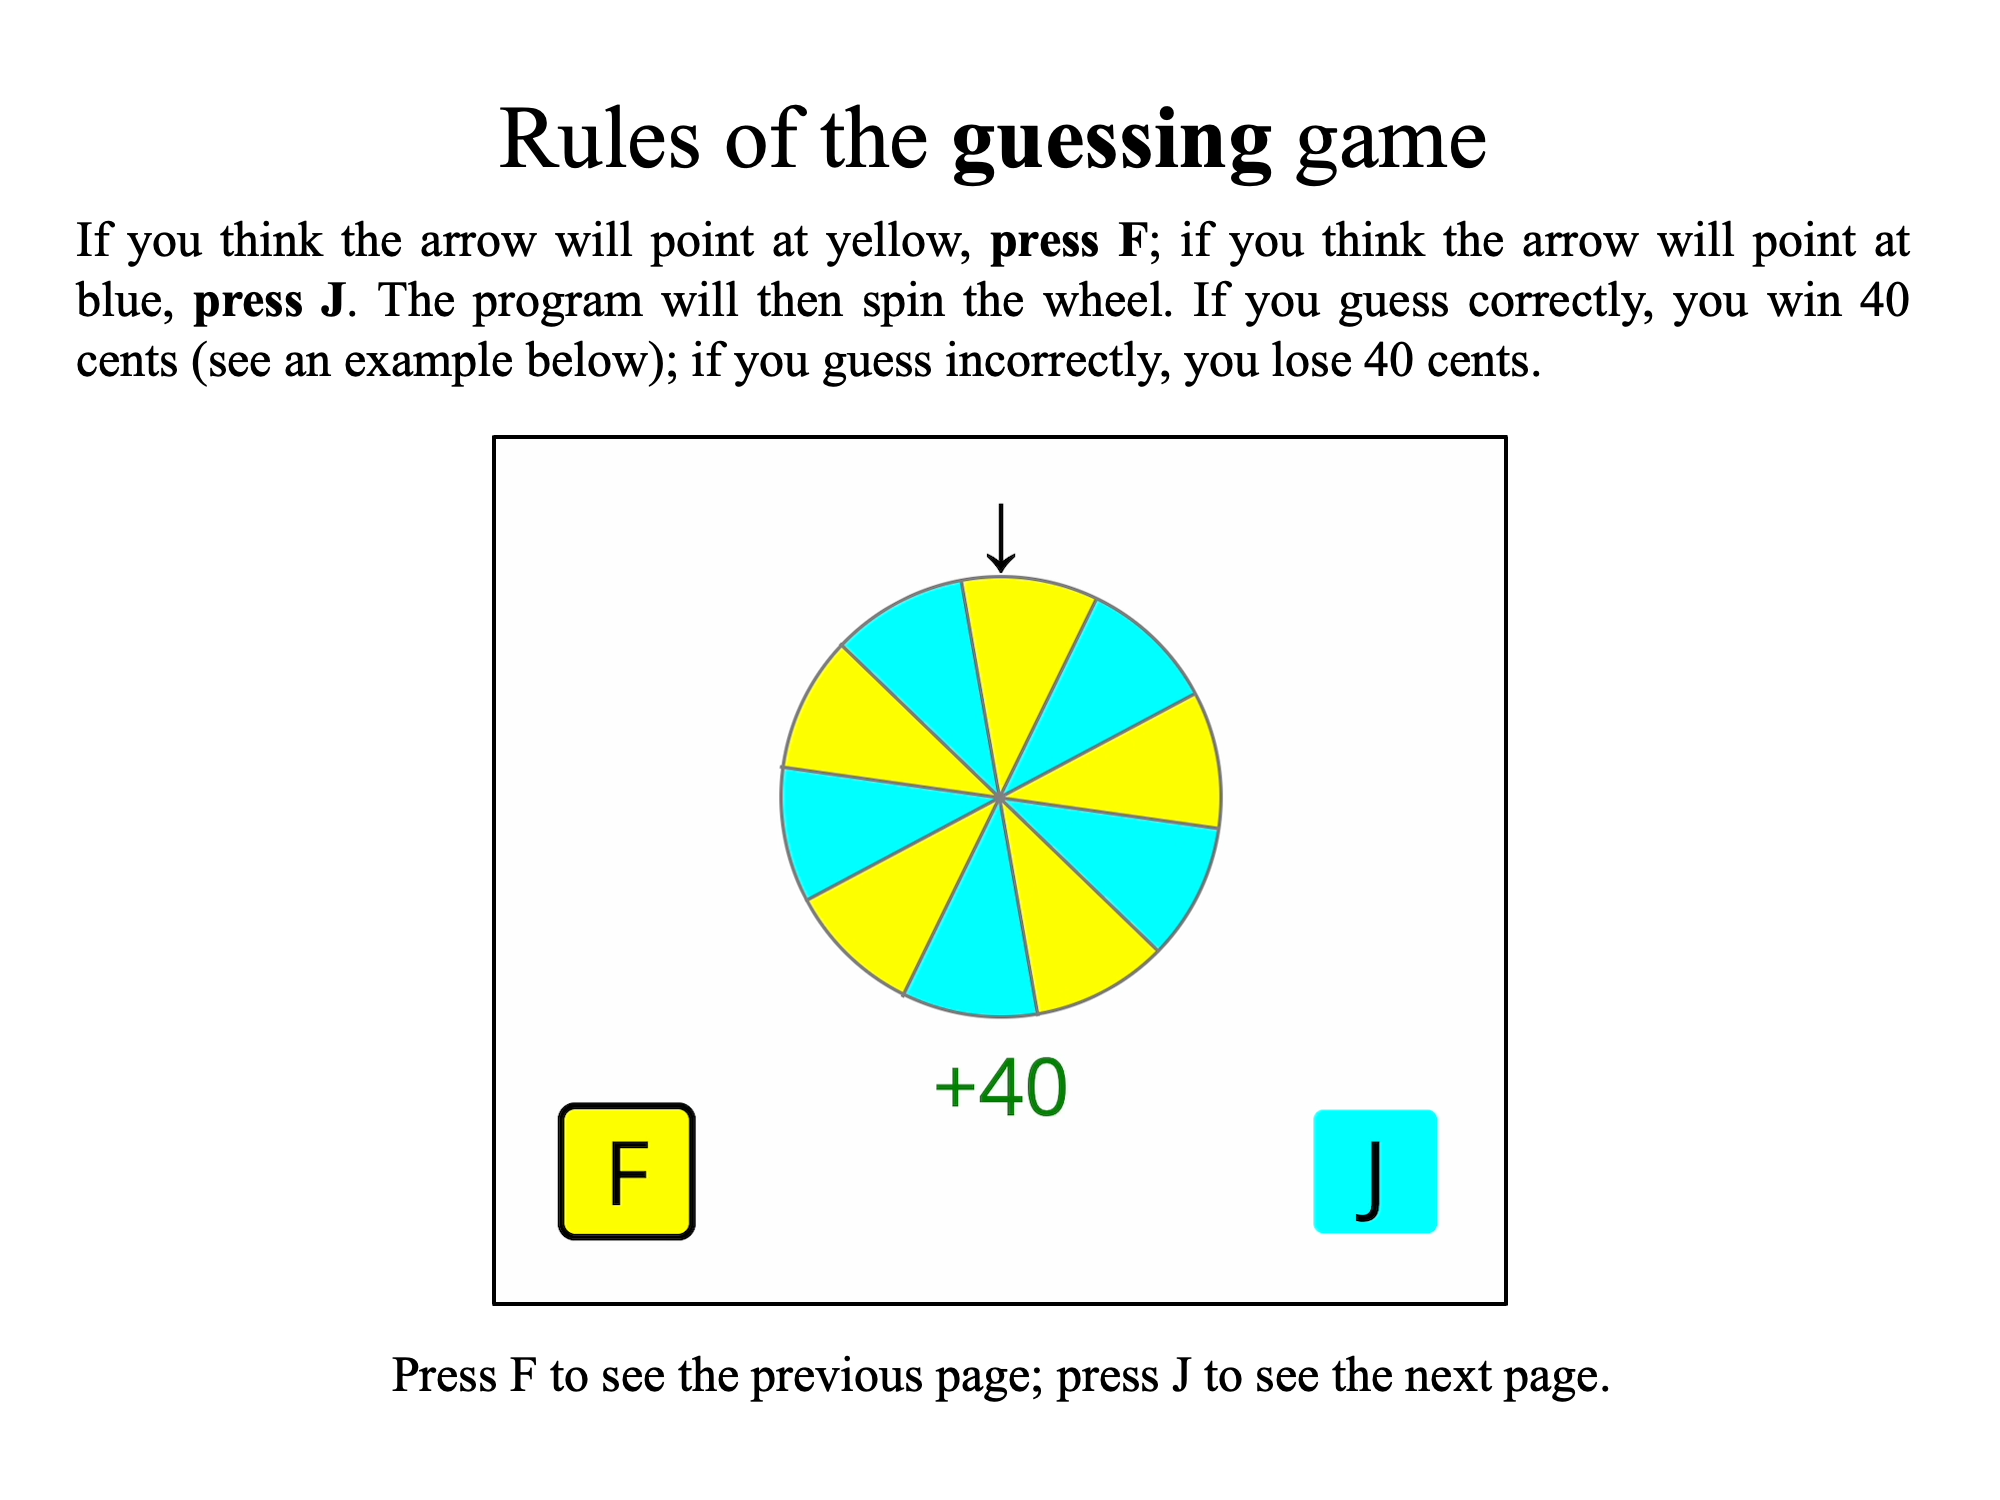 Rules of the guessing game
If you think the arrow will point at yellow, press F; if you think the arrow will point at
blue, press J. The program will then spin the wheel. If you guess correctly, you win 40
cents (see an example below); if you guess incorrectly, you lose 40 cents.
+40
F
J
Press F to see the previous page; press J to see the next page.